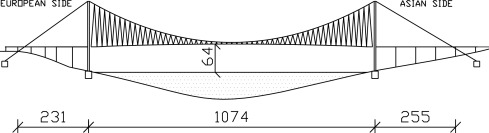 EUROPEAN SIDE
ASIAN SIDE
64
231
1074
255